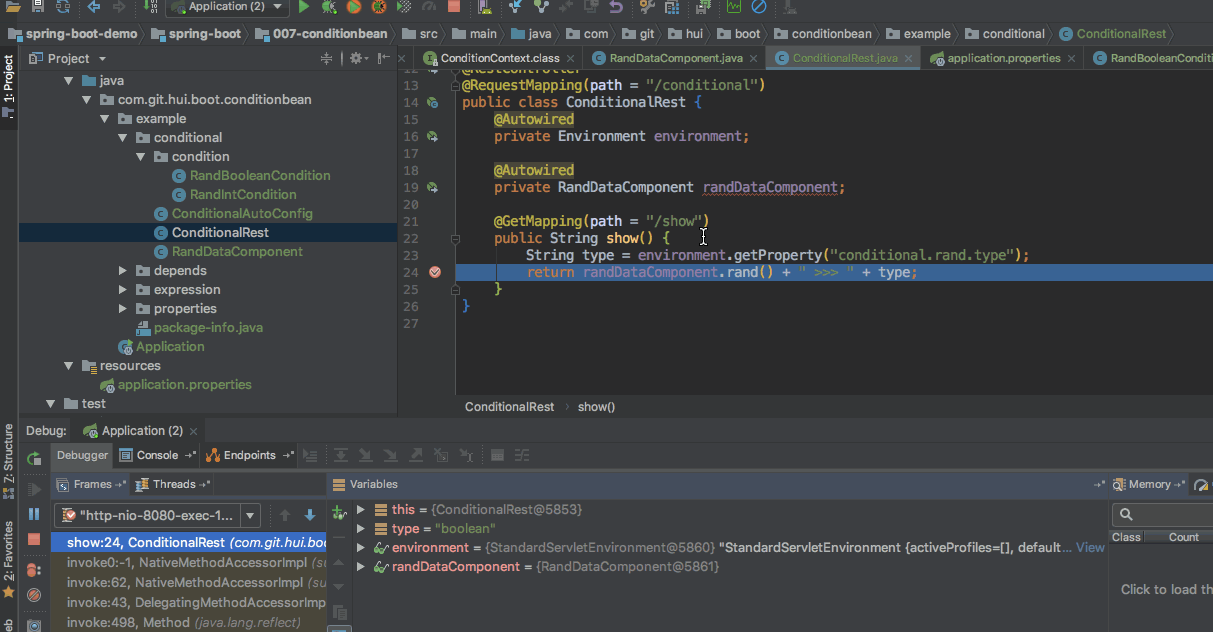 Application (2)
spring-boot-demo spring-boot 007-conditionbean src main java com git hui boot conditionbean example conditional ConditionalRest
1: Project
Project
ConditionContext.class RandDataComponent.java ConditionalRest.java application.properties RandBooleanConditi
java
com.git.hui.boot.conditionbean
example
conditional
condition
RandBooleanCondition
RandIntCondition
ConditionalAutoConfig
ConditionalRest
RandDataComponent
depends
expression
properties
package-info.java
Application
resources
application.properties
test
12 @RestController
13 @RequestMapping(path = "/conditional")
14 public class ConditionalRest {
15 @Autowired
16 private Environment environment;
17
18 @Autowired
19 private RandDataComponent randDataComponent;
20
21 @GetMapping(path = "/show")
22 public String show() {
23 String type = environment.getProperty("conditional.rand.type");
24 return randDataComponent.rand() + " >>> " + type;
25 }
26 }
27
ConditionalRest › show()
Debug: Application (2)
Debugger Console Endpoints
Frames Threads
"http-nio-8080-exec-1...
show:24, ConditionalRest (com.git.hui.boo
invoke0:-1, NativeMethodAccessorImpl (su
invoke:62, NativeMethodAccessorImpl (su
invoke:43, DelegatingMethodAccessorImp
invoke:498, Method (java.lang.reflect)
Variables
this = {ConditionalRest@5853}
type = "boolean"
environment = {StandardServletEnvironment@5860} "StandardServletEnvironment {activeProfiles=[], default... View
randDataComponent = {RandDataComponent@5861}
Memory
Class Count
Click to load th
7: Structure
2: Favorites
eb